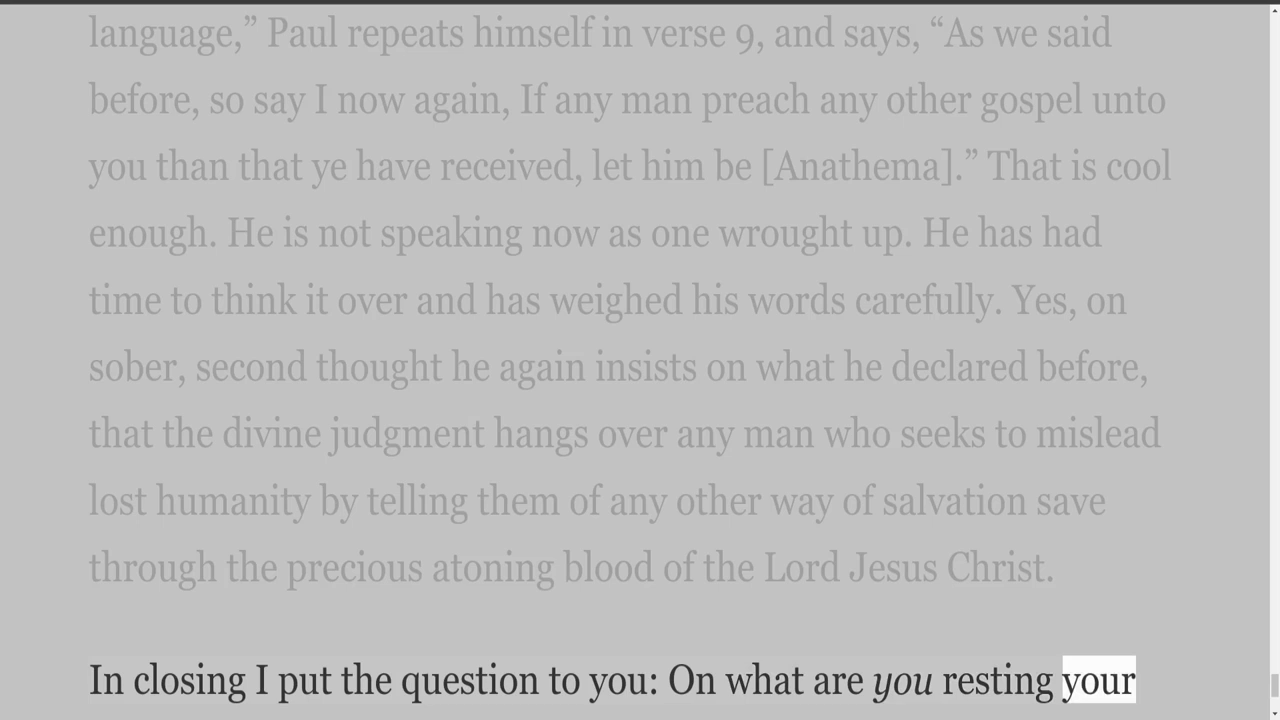 language,” Paul repeats himself in verse 9, and says, “As we said
before, so say I now again, If any man preach any other gospel unto
you than that ye have received, let him be [Anathema].” That is cool
enough. He is not speaking now as one wrought up. He has had
time to think it over and has weighed his words carefully. Yes, on
sober, second thought he again insists on what he declared before,
that the divine judgment hangs over any man who seeks to mislead
lost humanity by telling them of any other way of salvation save
through the precious atoning blood of the Lord Jesus Christ.
In closing I put the question to you: On what are you resting your